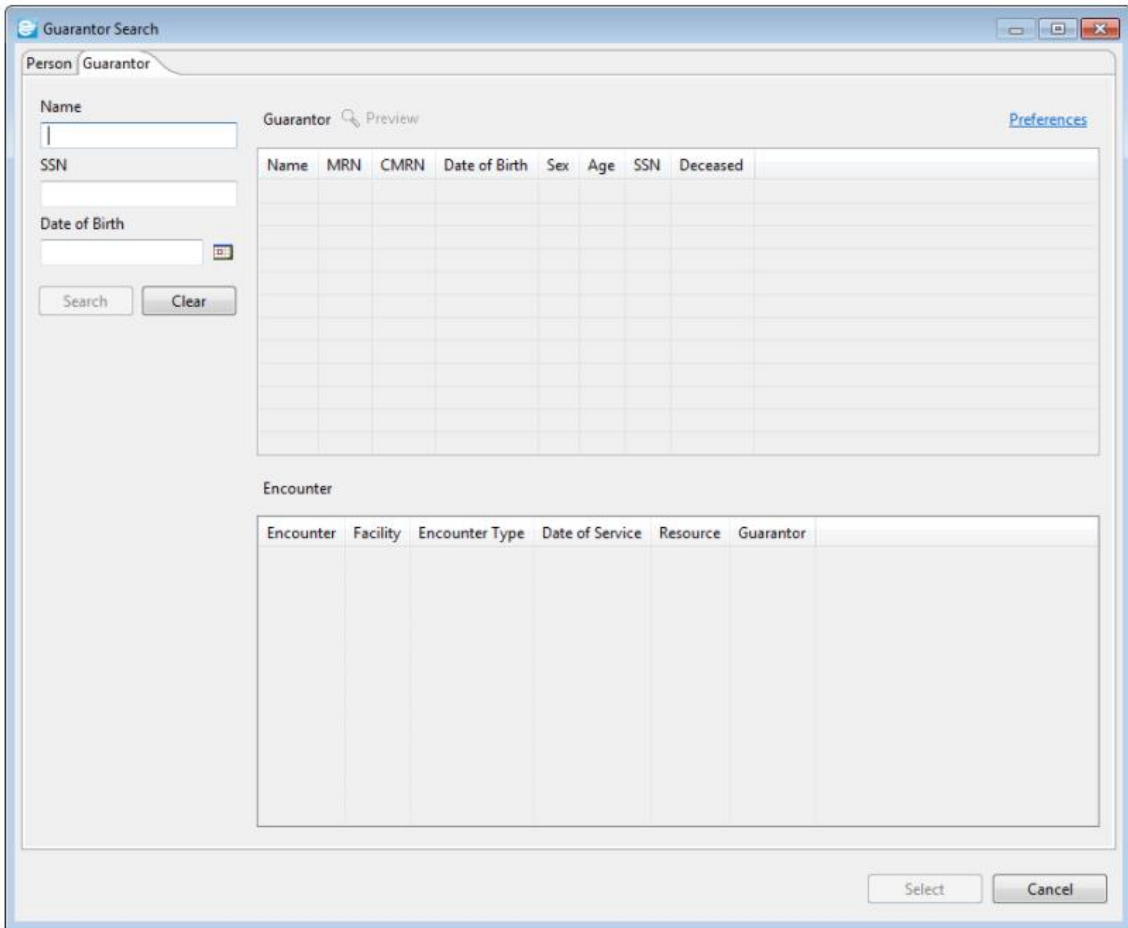 Guarantor Search
Person Guarantor
Name
SSN
Date of Birth
Search Clear
Guarantor Preview Preferences
Name MRN CMRN Date of Birth Sex Age SSN Deceased
Encounter
Encounter Facility Encounter Type Date of Service Resource Guarantor
Select Cancel